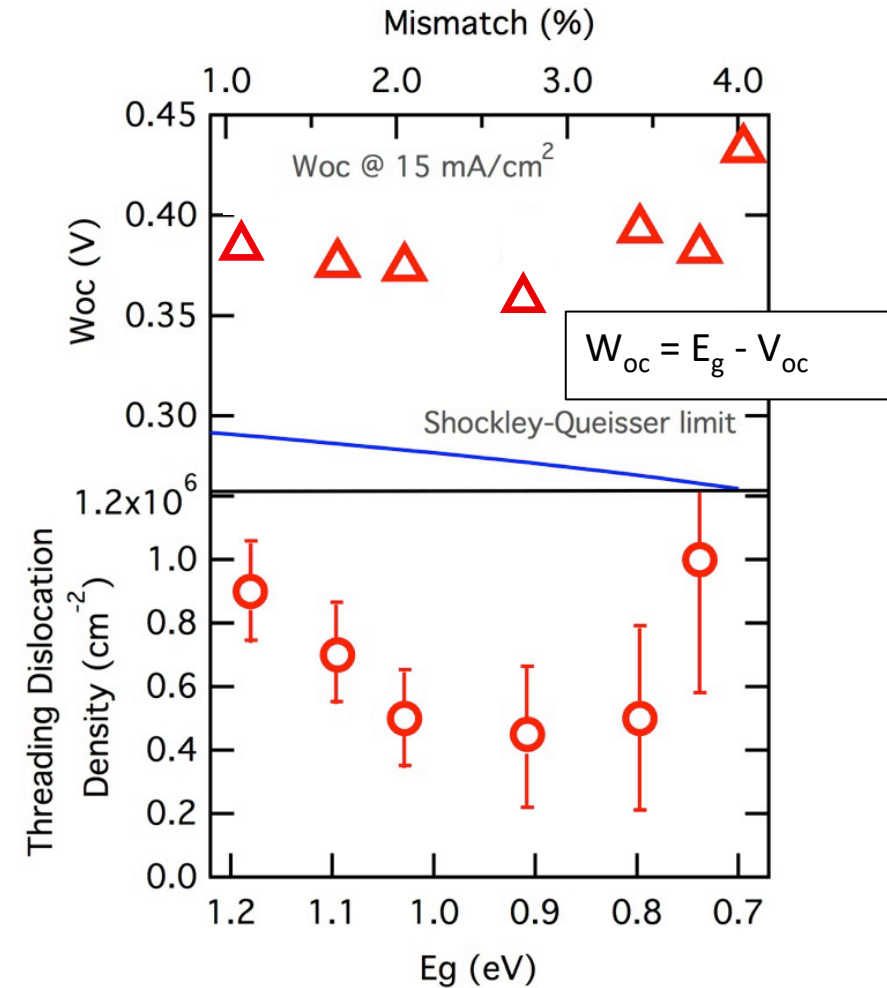 Mismatch (%)
1.0 2.0 3.0 4.0
0.45
Woc @ 15 mA/cm²
0.40
Woc (V)
0.35
W_oc = E_g - V_oc
0.30
Shockley-Queisser limit
1.2x10⁶
1.0
0.8
Threading Dislocation
Density (cm⁻²)
0.6
0.4
0.2
0.0
1.2 1.1 1.0 0.9 0.8 0.7
Eg (eV)